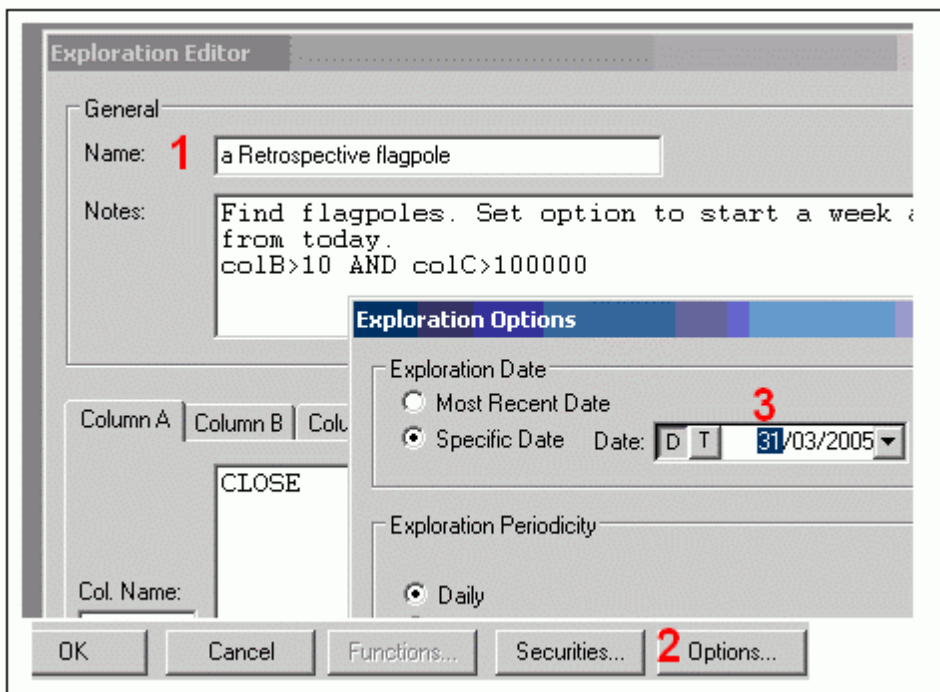 Exploration Editor
General
Name: 1 a Retrospective flagpole
Notes: Find flagpoles. Set option to start a week
from today.
colB>10 AND colC>100000
Exploration Options
Exploration Date
Most Recent Date
3
Specific Date Date: D T 31/03/2005
Column A Column B Colu
CLOSE
Exploration Periodicity
Col. Name:
Daily
OK Cancel Functions... Securities... 2 Options...